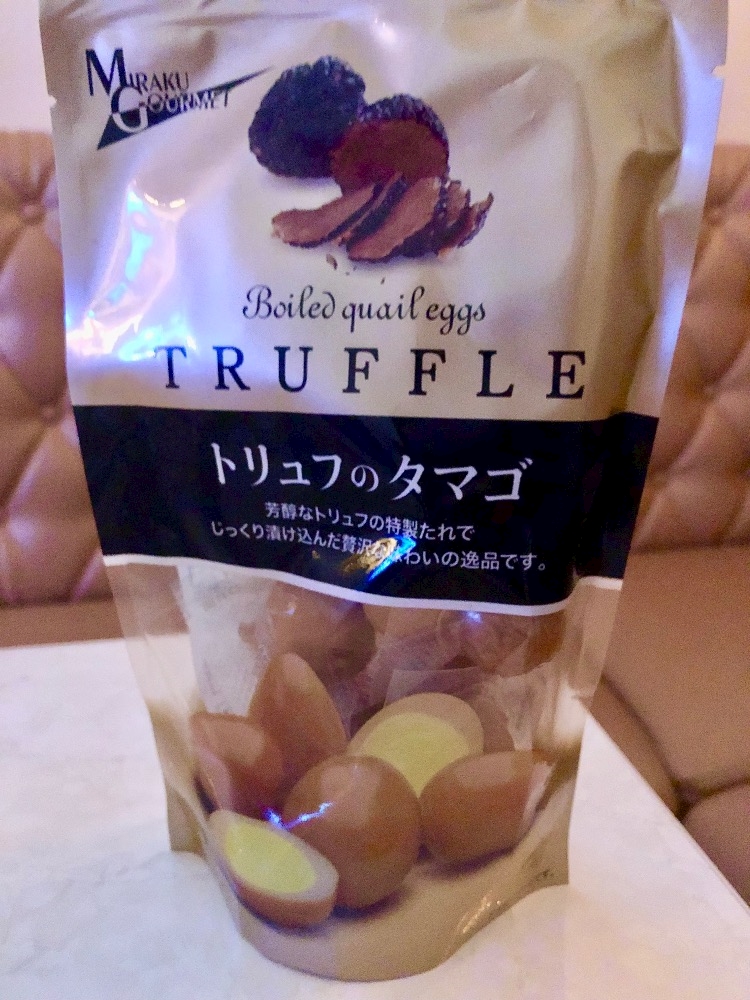 MIRAKU
GOURMET
Boiled quail eggs
TRUFFLE
トリュフのタマゴ
芳醇なトリュフの特製たれで
じっくり漬け込んだ贅沢な味わいの逸品です。